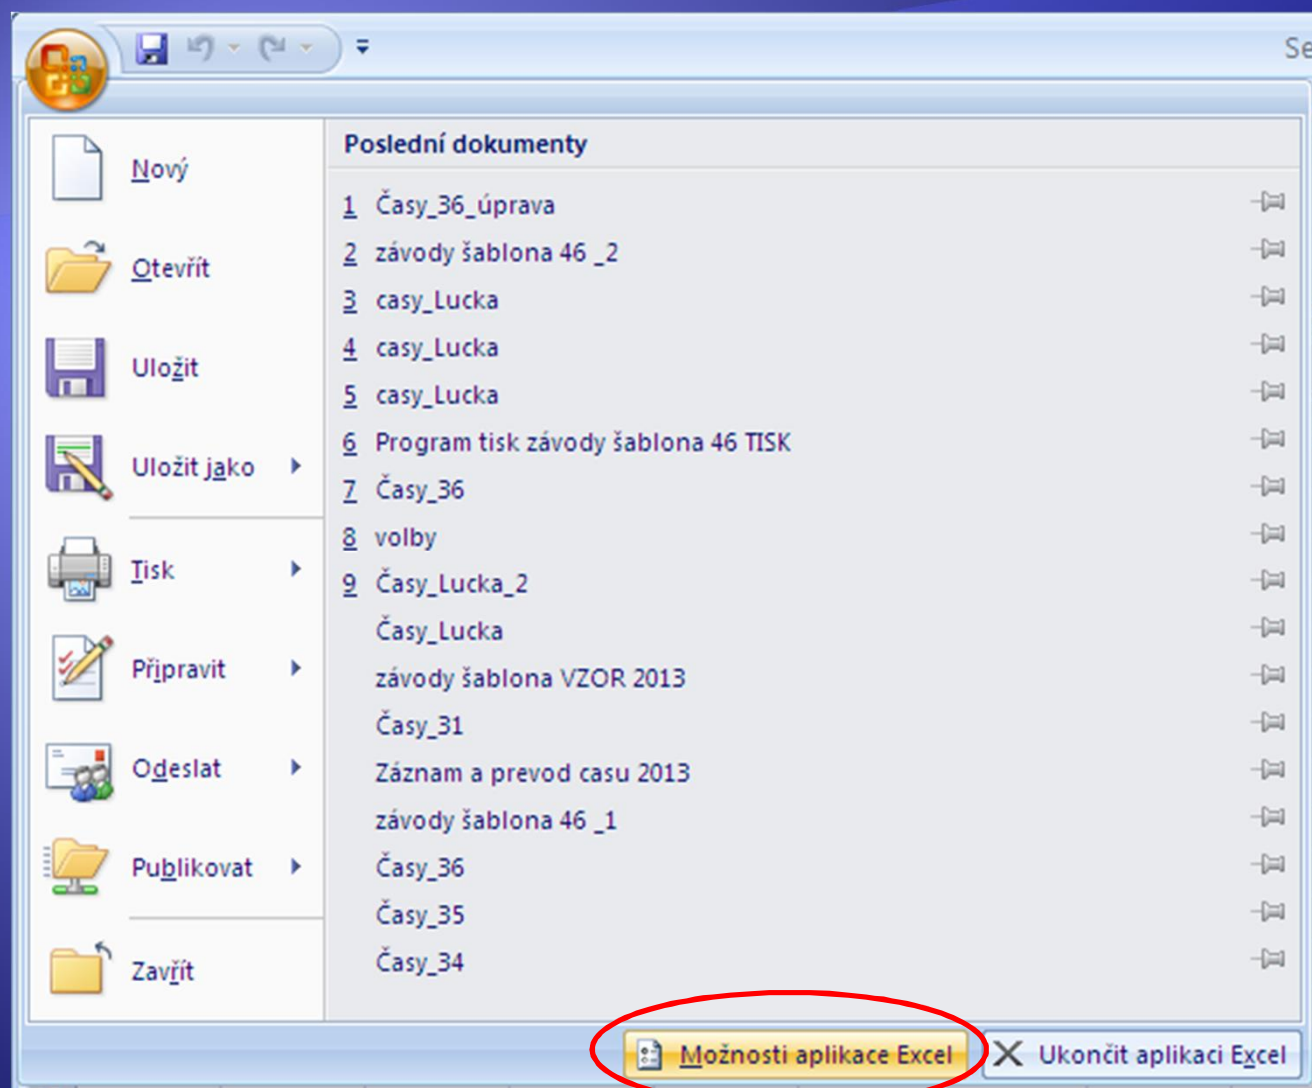 Se
Nový
Otevřít
Uložit
Uložit jako
Tisk
Připravit
Odeslat
Publikovat
Zavřít
Poslední dokumenty
1 Časy_36_úprava
2 závody šablona 46 _2
3 casy_Lucka
4 casy_Lucka
5 casy_Lucka
6 Program tisk závody šablona 46 TISK
7 Časy_36
8 volby
9 Časy_Lucka_2
Časy_Lucka
závody šablona VZOR 2013
Časy_31
Záznam a prevod casu 2013
závody šablona 46 _1
Časy_36
Časy_35
Časy_34
Možnosti aplikace Excel
Ukončit aplikaci Excel